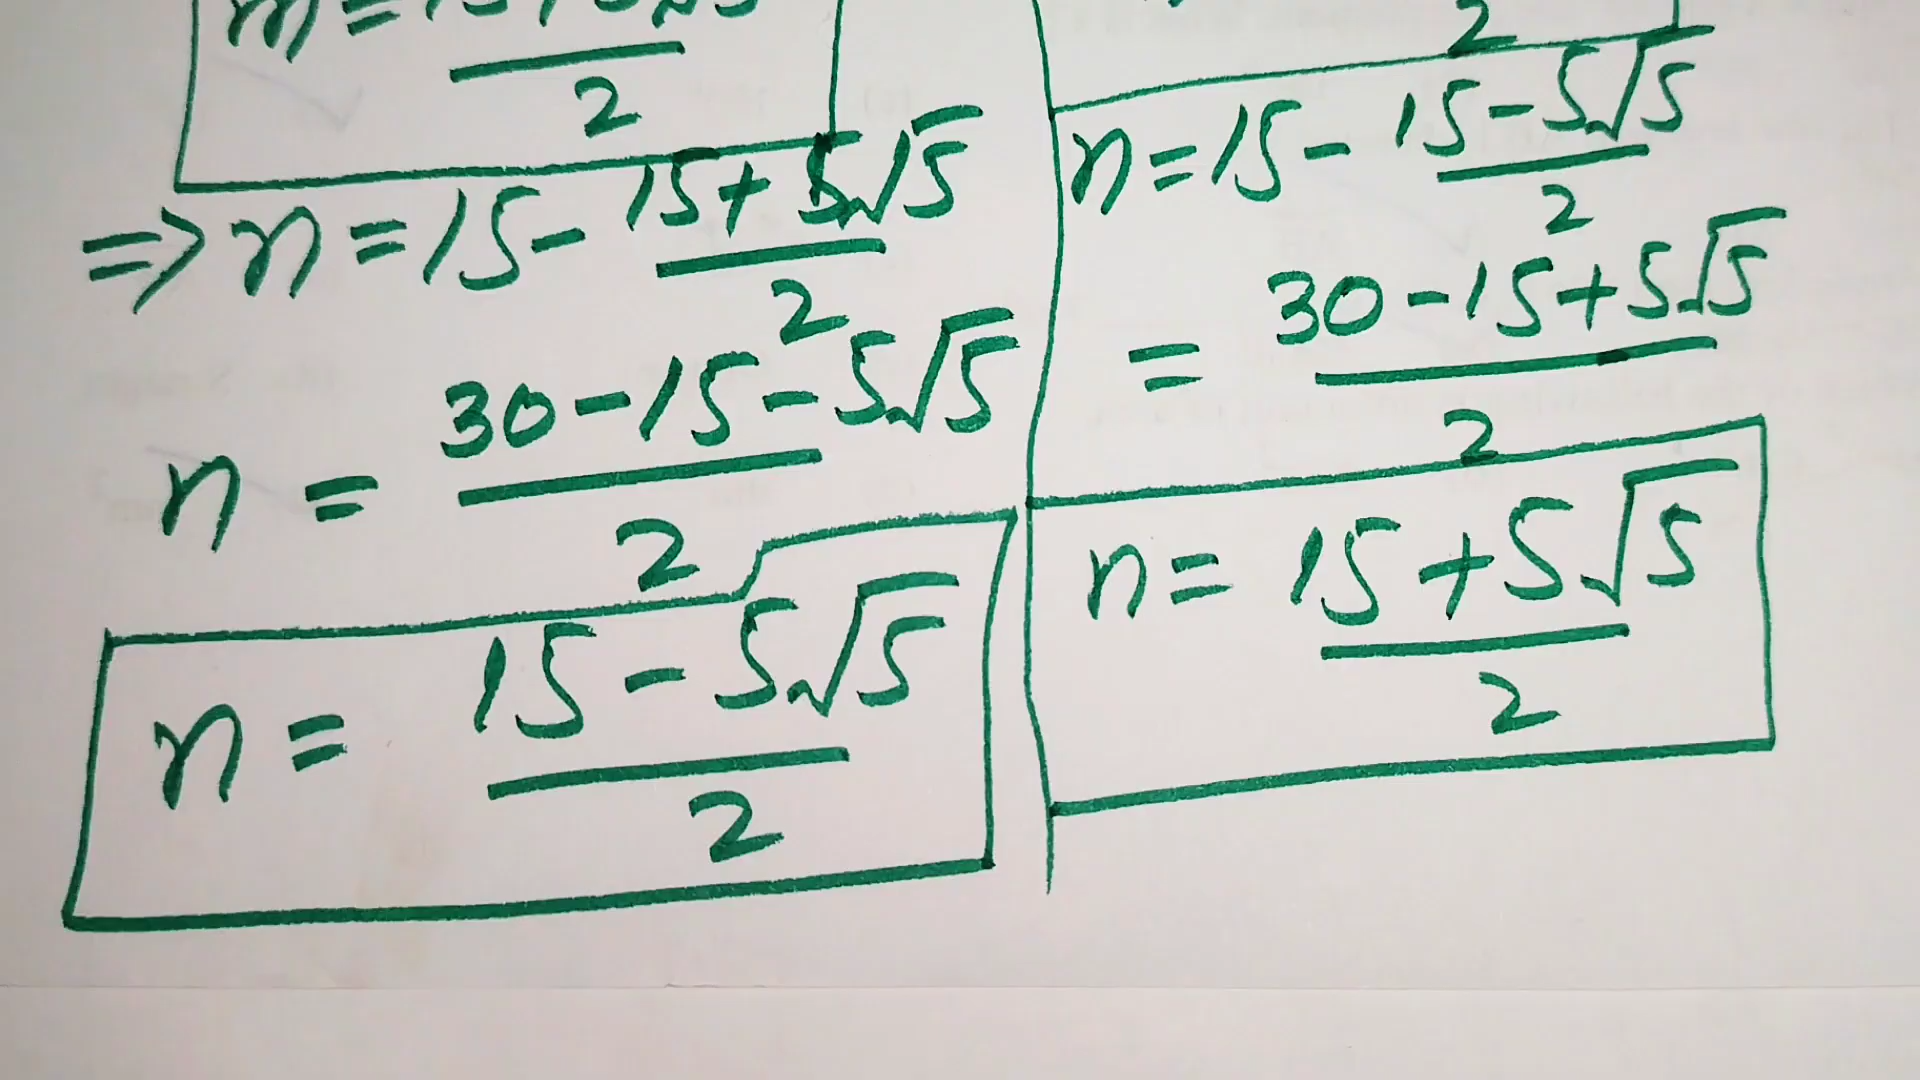 2
⇒ n = 15 - (15 + 5√5)/2
n = (30 - 15 - 5√5)/2
n = (15 - 5√5)/2
2
n = 15 - (15 - 5√5)/2
= (30 - 15 + 5√5)/2
n = (15 + 5√5)/2